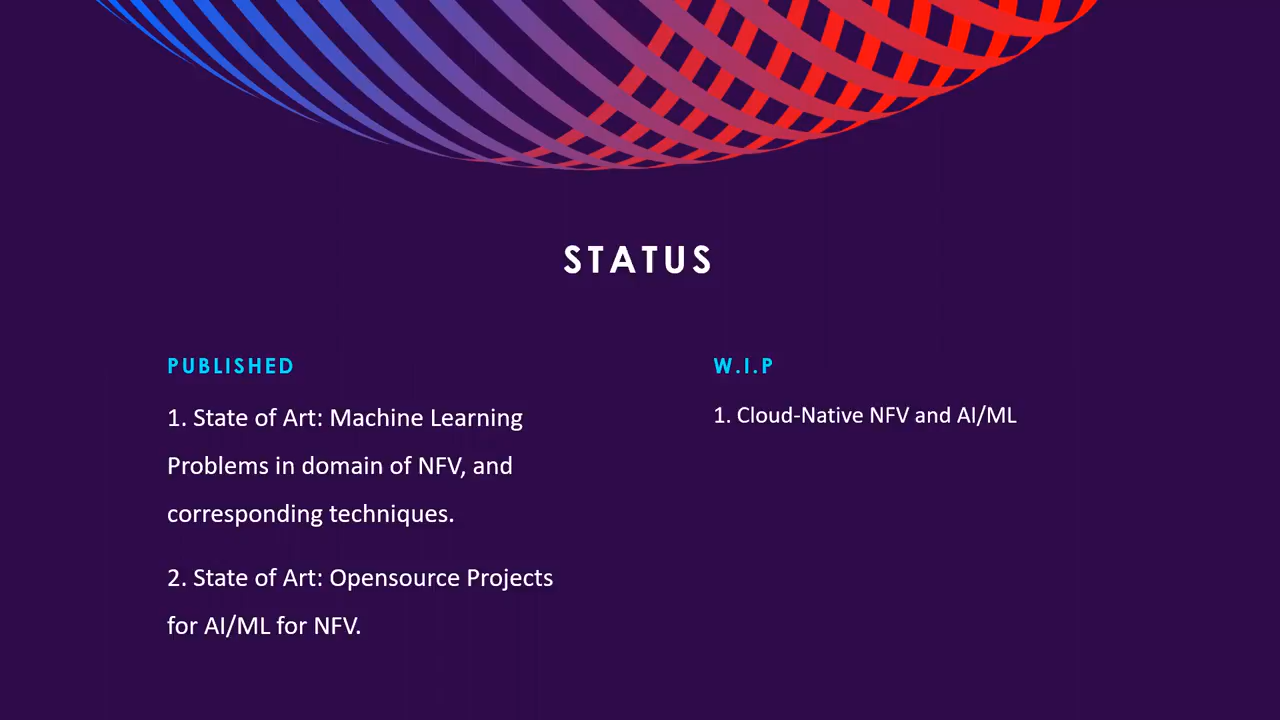 STATUS
PUBLISHED
1. State of Art: Machine Learning
Problems in domain of NFV, and
corresponding techniques.
2. State of Art: Opensource Projects
for AI/ML for NFV.
W.I.P
1. Cloud-Native NFV and AI/ML